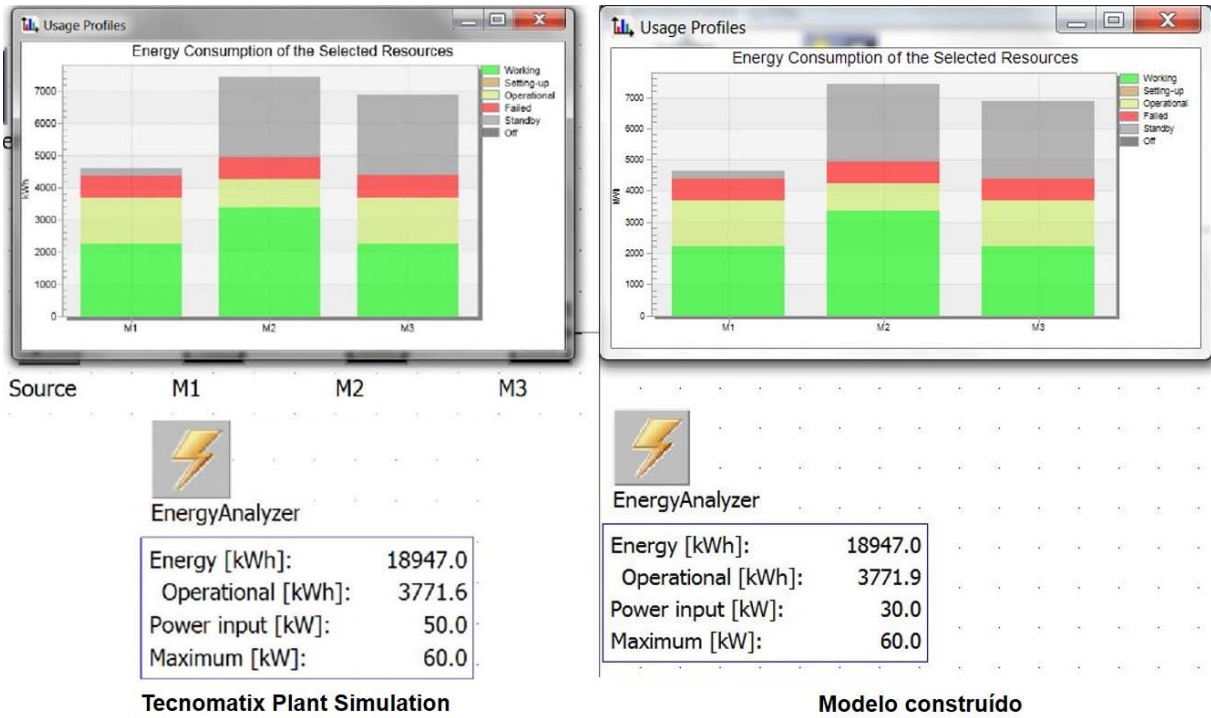 Usage Profiles
Energy Consumption of the Selected Resources
Working
Setting-up
Operational
Failed
Standby
Off
kWh
7000
6000
5000
4000
3000
2000
1000
0
M1
M2
M3
Source
M1
M2
M3
EnergyAnalyzer
Energy [kWh]: 18947.0
Operational [kWh]: 3771.6
Power input [kW]: 50.0
Maximum [kW]: 60.0
Tecnomatix Plant Simulation
Usage Profiles
Energy Consumption of the Selected Resources
Working
Setting-up
Operational
Failed
Standby
Off
kWh
7000
6000
5000
4000
3000
2000
1000
0
M1
M2
M3
EnergyAnalyzer
Energy [kWh]: 18947.0
Operational [kWh]: 3771.9
Power input [kW]: 30.0
Maximum [kW]: 60.0
Modelo construído